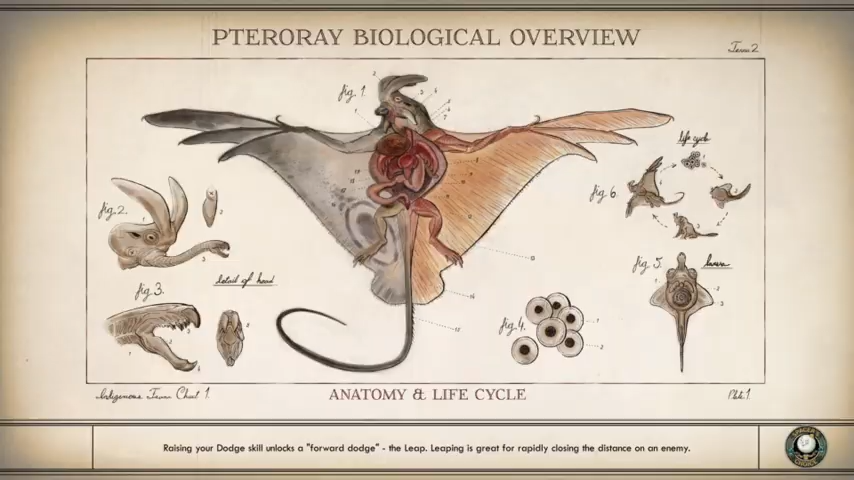 PTERORAY BIOLOGICAL OVERVIEW
Terra 2
fig. 1.
life cycle
fig 6.
fig. 2.
detail of head
fig 3.
fig. 5.
larva
fig 4.
Indigenous Fauna Chart 1.
ANATOMY & LIFE CYCLE
Plate 1
Raising your Dodge skill unlocks a "forward dodge" - the Leap. Leaping is great for rapidly closing the distance on an enemy.